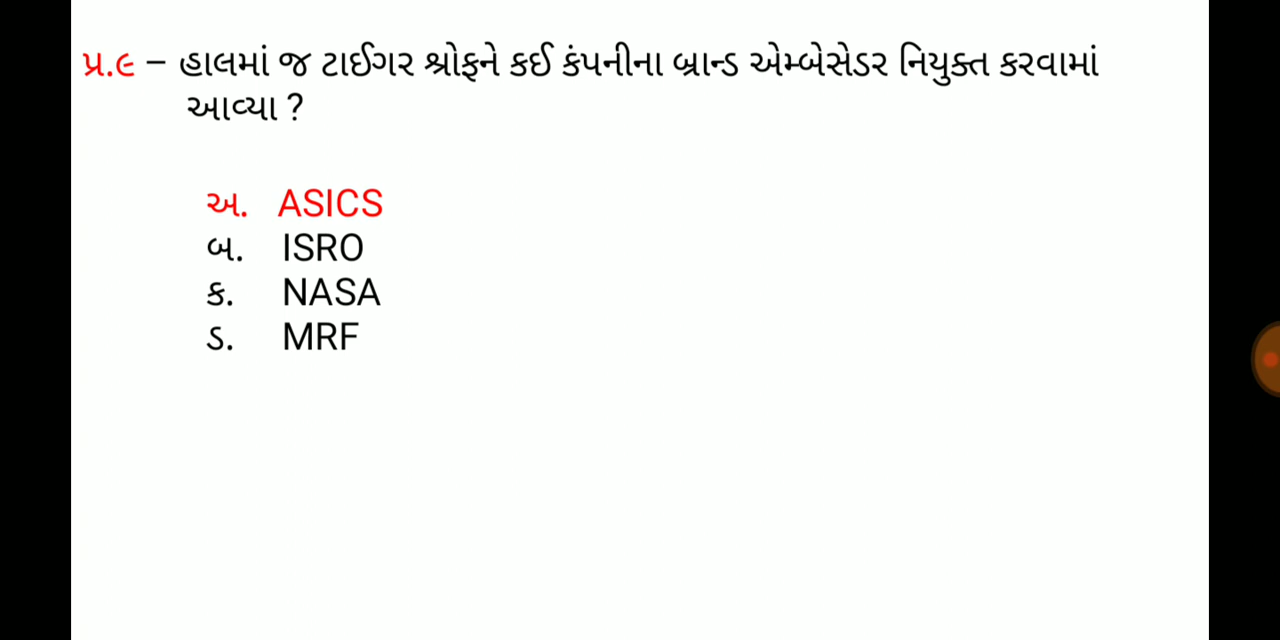 પ્ર.૯ – હાલમાં જ ટાઈગર શ્રોફને કઈ કંપનીના બ્રાન્ડ એમ્બેસેડર નિયુક્ત કરવામાં
આવ્યા ?
અ. ASICS
બ. ISRO
ક. NASA
ડ. MRF